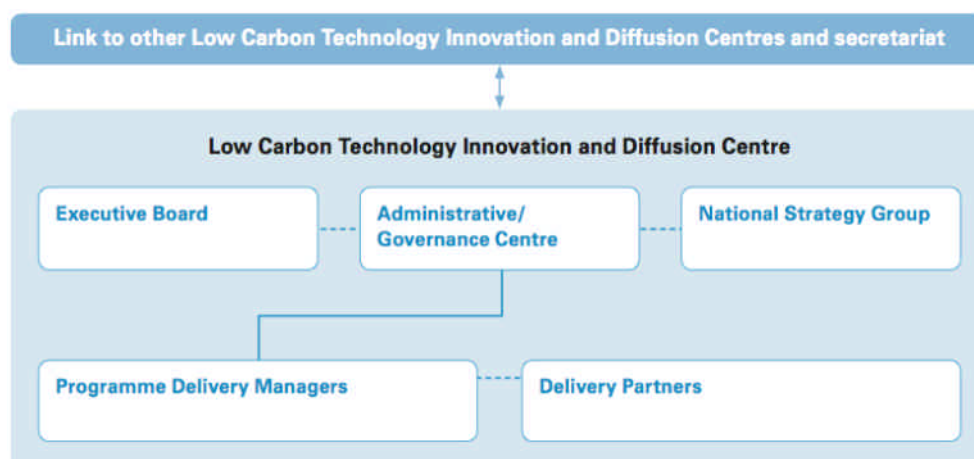 Link to other Low Carbon Technology Innovation and Diffusion Centres and secretariat
Low Carbon Technology Innovation and Diffusion Centre
Executive Board
Administrative/
Governance Centre
National Strategy Group
Programme Delivery Managers
Delivery Partners